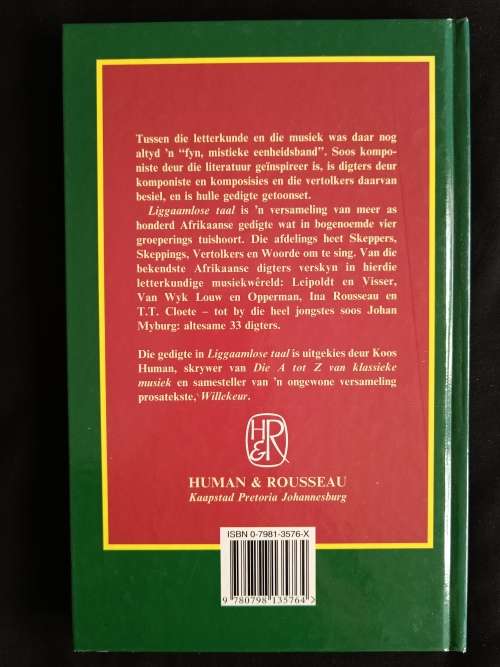 Tussen die letterkunde en die musiek was daar nog
altyd 'n “fyn, mistieke eenheidsband”. Soos kompo-
niste deur die literatuur geïnspireer is, is digters deur
komponiste en komposisies en die vertolkers daarvan
besiel, en is hulle gedigte getoonset.
Liggaamlose taal is 'n versameling van meer as
honderd Afrikaanse gedigte wat in bogenoemde vier
groeperings tuishoort. Die afdelings heet Skeppers,
Skeppings, Vertolkers en Woorde om te sing. Van die
bekendste Afrikaanse digters verskyn in hierdie
letterkundige musiekwêreld: Leipoldt en Visser,
Van Wyk Louw en Opperman, Ina Rousseau en
T.T. Cloete – tot by die heel jongstes soos Johan
Myburg: altesame 33 digters.
Die gedigte in Liggaamlose taal is uitgekies deur Koos
Human, skrywer van Die A tot Z van klassieke
musiek en samesteller van 'n ongewone versameling
prosatekste, Willekeur.
H&R
HUMAN & ROUSSEAU
Kaapstad Pretoria Johannesburg
ISBN 0-7981-3576-X
9 780798 135764 >